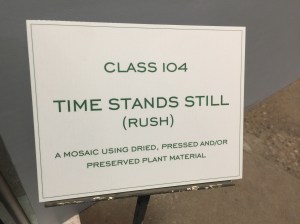 CLASS 104
TIME STANDS STILL
(RUSH)
A MOSAIC USING DRIED, PRESSED AND/OR
PRESERVED PLANT MATERIAL